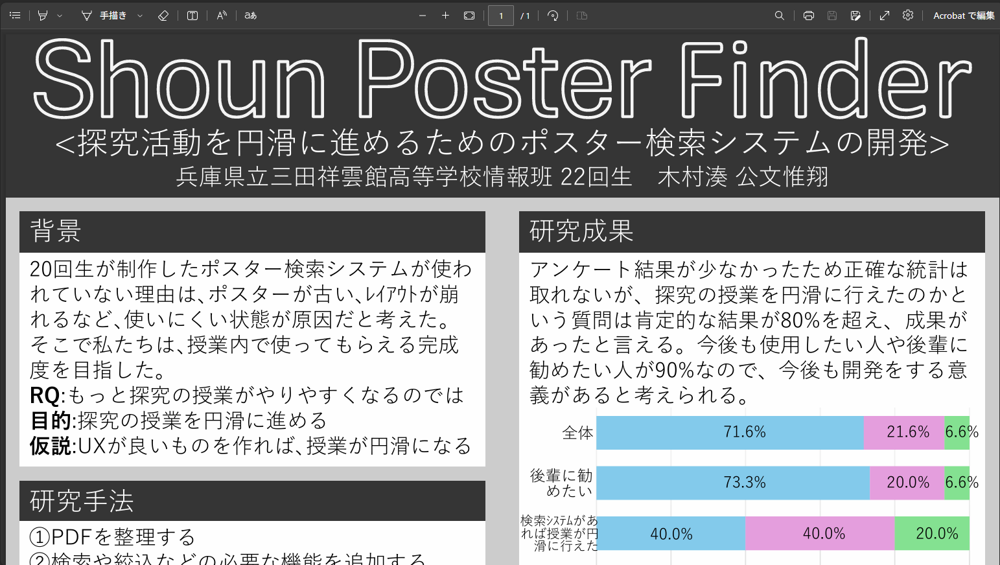 手描き
aあ
1
/ 1
Acrobat で編集
Shoun Poster Finder
<探究活動を円滑に進めるためのポスター検索システムの開発>
兵庫県立三田祥雲館高等学校情報班 22回生　木村湊 公文惟翔
背景
20回生が制作したポスター検索システムが使わ
れていない理由は、ポスターが古い、ﾚｲｱｳﾄが崩
れるなど、使いにくい状態が原因だと考えた。
そこで私たちは、授業内で使ってもらえる完成
度を目指した。
RQ:もっと探究の授業がやりやすくなるのでは
目的:探究の授業を円滑に進める
仮説:UXが良いものを作れば、授業が円滑になる
研究手法
①PDFを整理する
②検索や絞込などの必要な機能を追加する
研究成果
アンケート結果が少なかったため正確な統計は
取れないが、探究の授業を円滑に行えたのかと
いう質問は肯定的な結果が80%を超え、成果が
あったと言える。今後も使用したい人や後輩に
勧めたい人が90%なので、今後も開発をする意
義があると考えられる。
全体 71.6% 21.6% 6.6%
後輩に勧
めたい 73.3% 20.0% 6.6%
検索ｼｽﾃﾑがあ
れば授業が円
滑に行えた 40.0% 40.0% 20.0%